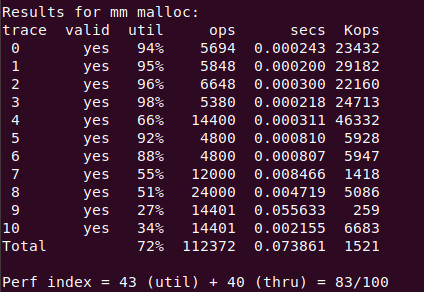 Results for mm malloc:
trace  valid  util     ops      secs  Kops
 0       yes   94%    5694  0.000243 23432
 1       yes   95%    5848  0.000200 29182
 2       yes   96%    6648  0.000300 22160
 3       yes   98%    5380  0.000218 24713
 4       yes   66%   14400  0.000311 46332
 5       yes   92%    4800  0.000810  5928
 6       yes   88%    4800  0.000807  5947
 7       yes   55%   12000  0.008466  1418
 8       yes   51%   24000  0.004719  5086
 9       yes   27%   14401  0.055633   259
10       yes   34%   14401  0.002155  6683
Total          72%  112372  0.073861  1521
Perf index = 43 (util) + 40 (thru) = 83/100